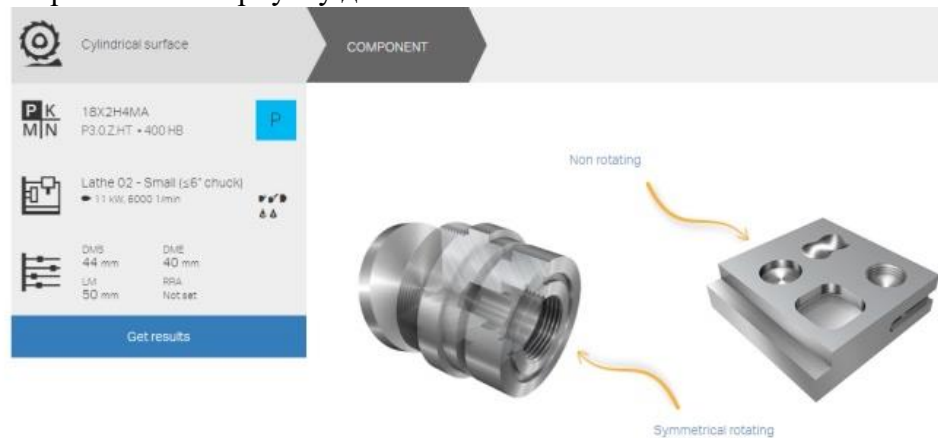 Cylindrical surface
COMPONENT
P K
M N
18X2H4MA
P3.0.Z.HT • 400 HB
P
Lathe 02 - Small (≤6" chuck)
11 kW, 6000 1/min
DMS DME
44 mm 40 mm
LM RRA
50 mm Not set
Get results
Non rotating
Symmetrical rotating